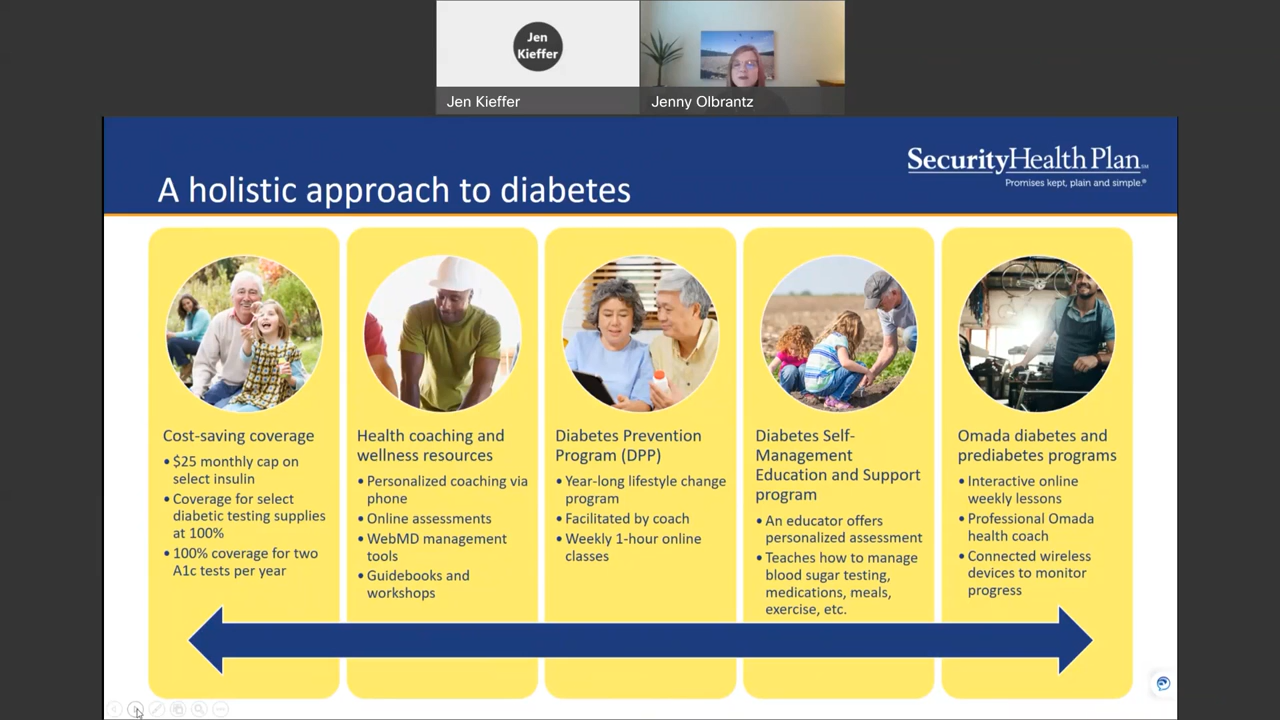 Jen
Kieffer
Jen Kieffer
Jenny Olbrantz
SecurityHealth Plan℠
Promises kept, plain and simple.®
A holistic approach to diabetes
Cost-saving coverage
• $25 monthly cap on
select insulin
• Coverage for select
diabetic testing supplies
at 100%
• 100% coverage for two
A1c tests per year
Health coaching and
wellness resources
• Personalized coaching via
phone
• Online assessments
• WebMD management
tools
• Guidebooks and
workshops
Diabetes Prevention
Program (DPP)
• Year-long lifestyle change
program
• Facilitated by coach
• Weekly 1-hour online
classes
Diabetes Self-
Management
Education and Support
program
• An educator offers
personalized assessment
• Teaches how to manage
blood sugar testing,
medications, meals,
exercise, etc.
Omada diabetes and
prediabetes programs
• Interactive online
weekly lessons
• Professional Omada
health coach
• Connected wireless
devices to monitor
progress